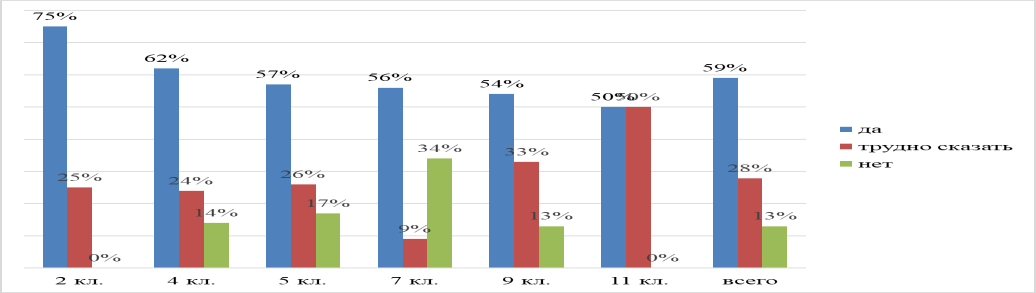 75% 25% 0%
62% 24% 14%
57% 26% 17%
56% 9% 34%
54% 33% 13%
50% 50% 0%
59% 28% 13%
2 кл. 4 кл. 5 кл. 7 кл. 9 кл. 11 кл. всего
да
трудно сказать
нет